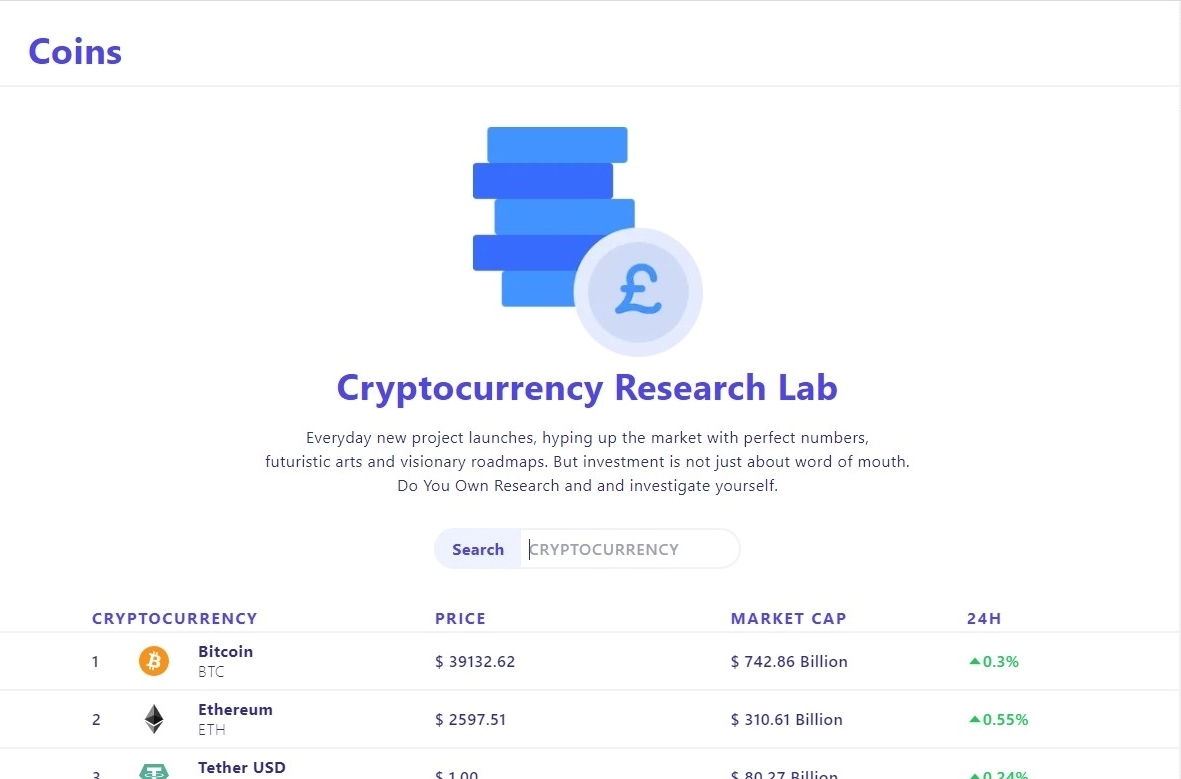 Coins
£
Cryptocurrency Research Lab
Everyday new project launches, hyping up the market with perfect numbers,
futuristic arts and visionary roadmaps. But investment is not just about word of mouth.
Do You Own Research and and investigate yourself.
Search CRYPTOCURRENCY
CRYPTOCURRENCY PRICE MARKET CAP 24H
1 Bitcoin BTC $ 39132.62 $ 742.86 Billion 0.3%
2 Ethereum ETH $ 2597.51 $ 310.61 Billion 0.55%
3 Tether USD $ 1.00 $ 80.27 Billion 0.24%